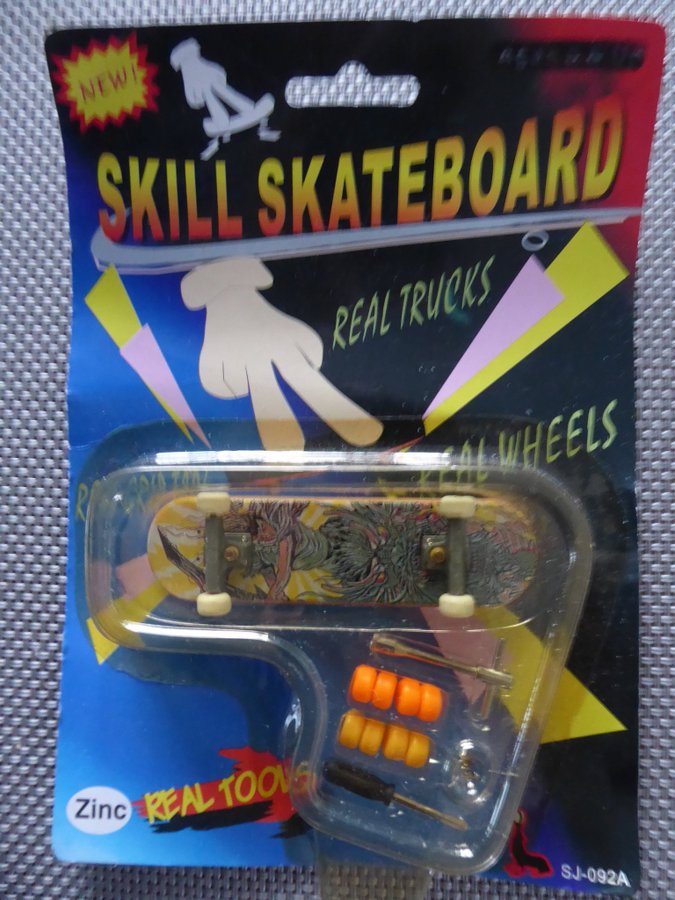 NEW!
SKILL SKATEBOARD
REAL TRUCKS
REAL WHEELS
REAL TOOLS
Zinc
SJ-092A